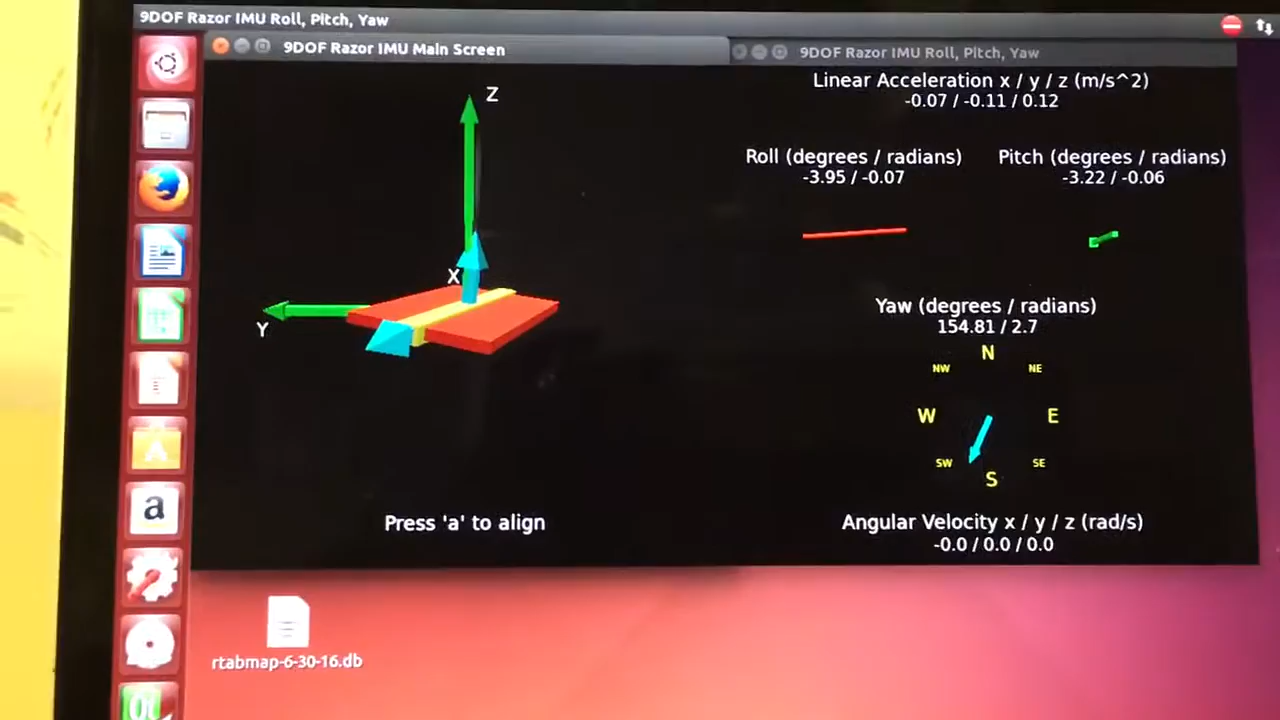 9DOF Razor IMU Roll, Pitch, Yaw
9DOF Razor IMU Main Screen
9DOF Razor IMU Roll, Pitch, Yaw
Z
X
Y
Press 'a' to align
Linear Acceleration x / y / z (m/s^2)
-0.07 / -0.11 / 0.12
Roll (degrees / radians)
-3.95 / -0.07
Pitch (degrees / radians)
-3.22 / -0.06
Yaw (degrees / radians)
154.81 / 2.7
N
NW NE
W E
SW SE
S
Angular Velocity x / y / z (rad/s)
-0.0 / 0.0 / 0.0
a
rtabmap-6-30-16.db